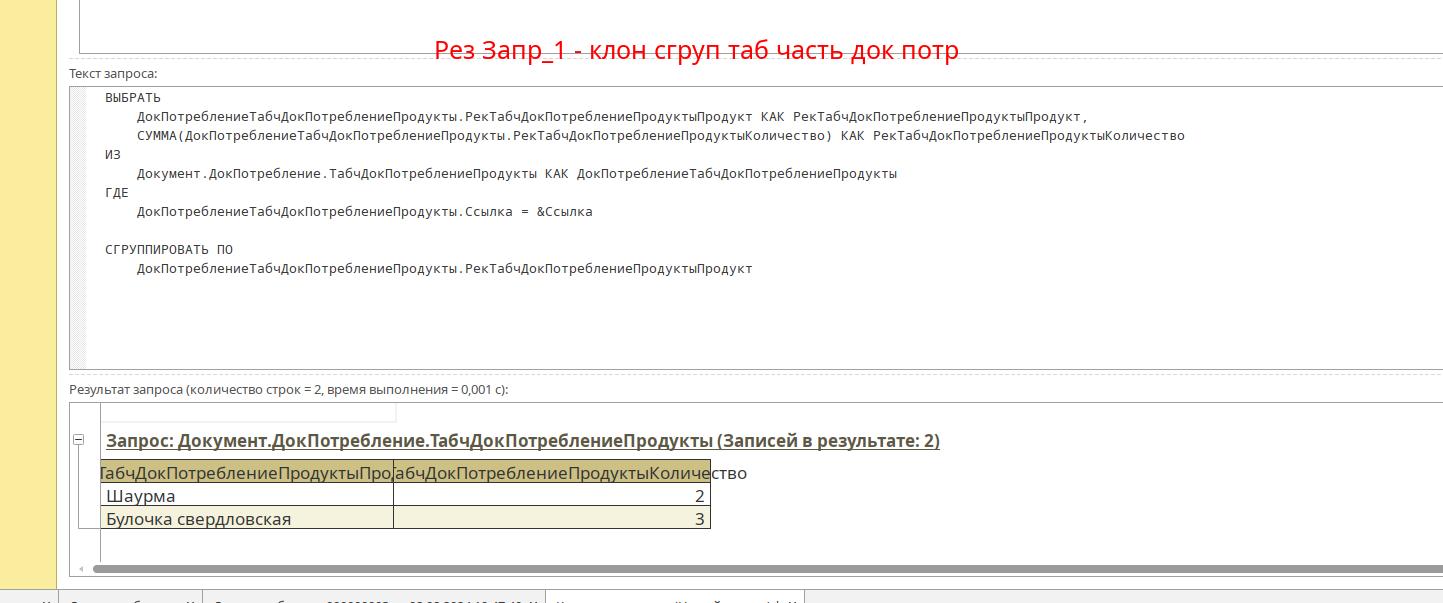 Рез Запр_1 - клон сгруп таб часть док потр
Текст запроса:
ВЫБРАТЬ
ДокПотреблениеТабчДокПотреблениеПродукты.РекТабчДокПотреблениеПродуктыПродукт КАК РекТабчДокПотреблениеПродуктыПродукт,
СУММА(ДокПотреблениеТабчДокПотреблениеПродукты.РекТабчДокПотреблениеПродуктыКоличество) КАК РекТабчДокПотреблениеПродуктыКоличество
ИЗ
Документ.ДокПотребление.ТабчДокПотреблениеПродукты КАК ДокПотреблениеТабчДокПотреблениеПродукты
ГДЕ
ДокПотреблениеТабчДокПотреблениеПродукты.Ссылка = &Ссылка
СГРУППИРОВАТЬ ПО
ДокПотреблениеТабчДокПотреблениеПродукты.РекТабчДокПотреблениеПродуктыПродукт
Результат запроса (количество строк = 2, время выполнения = 0,001 с):
Запрос: Документ.ДокПотребление.ТабчДокПотреблениеПродукты (Записей в результате: 2)
ТабчДокПотреблениеПродуктыПро абчДокПотреблениеПродуктыКоличество
Шаурма 2
Булочка свердловская 3